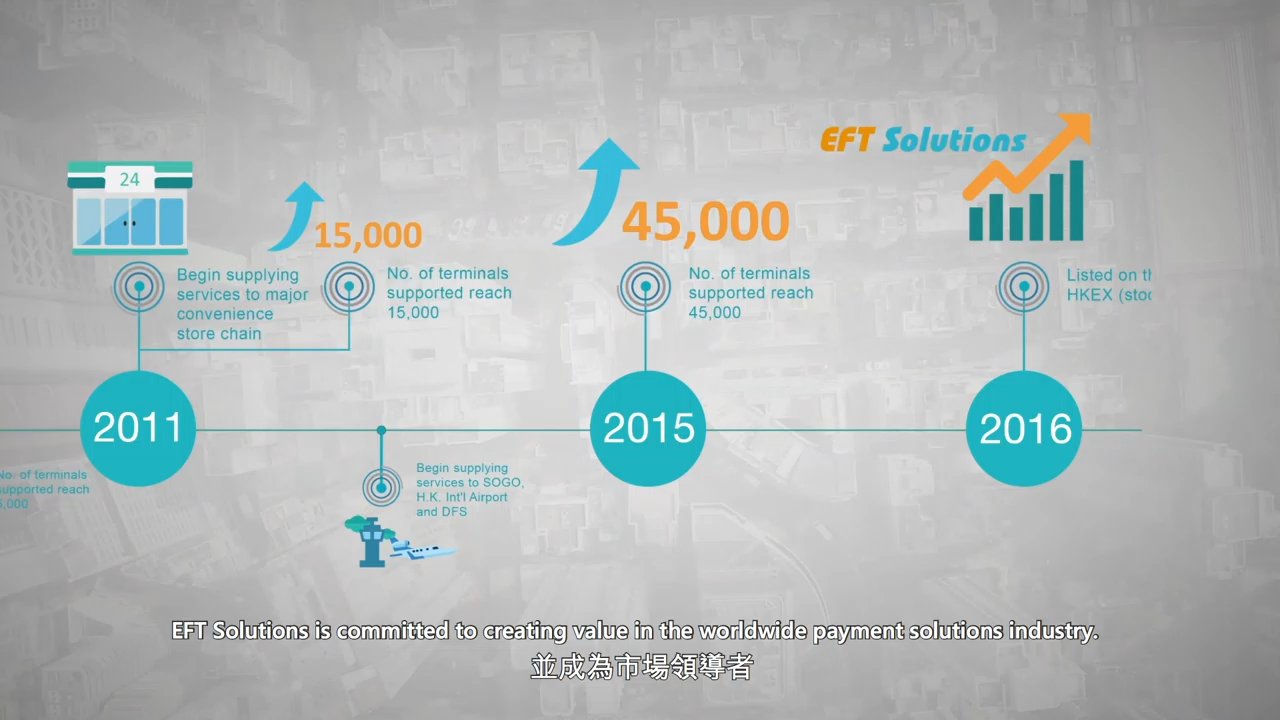 EFT Solutions
24
15,000
45,000
Begin supplying
services to major
convenience
store chain
No. of terminals
supported reach
15,000
No. of terminals
supported reach
45,000
Listed on
HKEX
2011
2015
2016
No. of terminals
supported reach
Begin supplying
services to SOGO,
H.K. Int'l Airport
and DFS
EFT Solutions is committed to creating value in the worldwide payment solutions industry.
並成為市場領導者